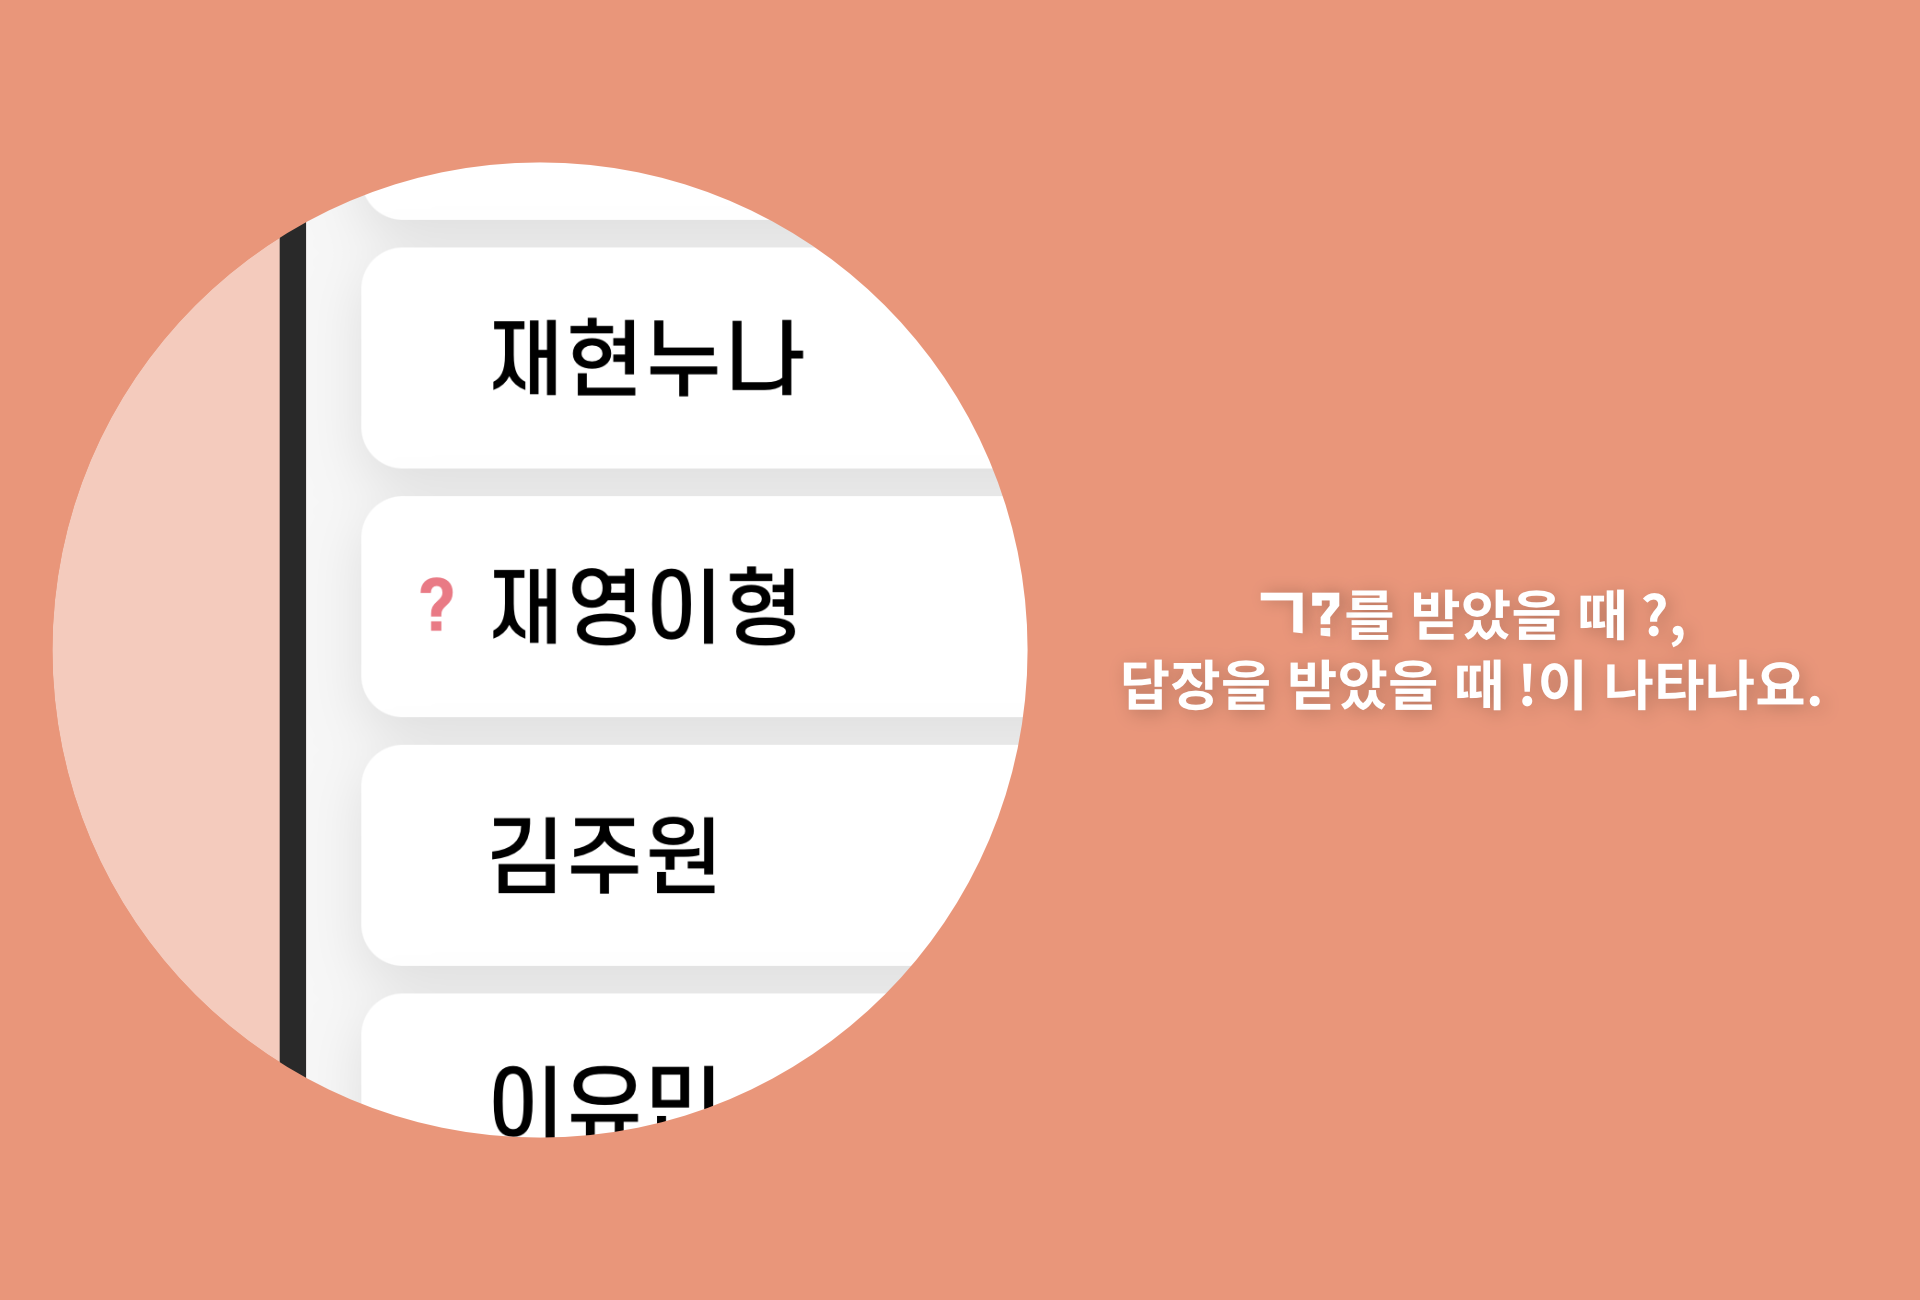 재현누나
? 재영이형
김주원
이유민
ㄱ?를 받았을 때 ?,
답장을 받았을 때 !이 나타나요.